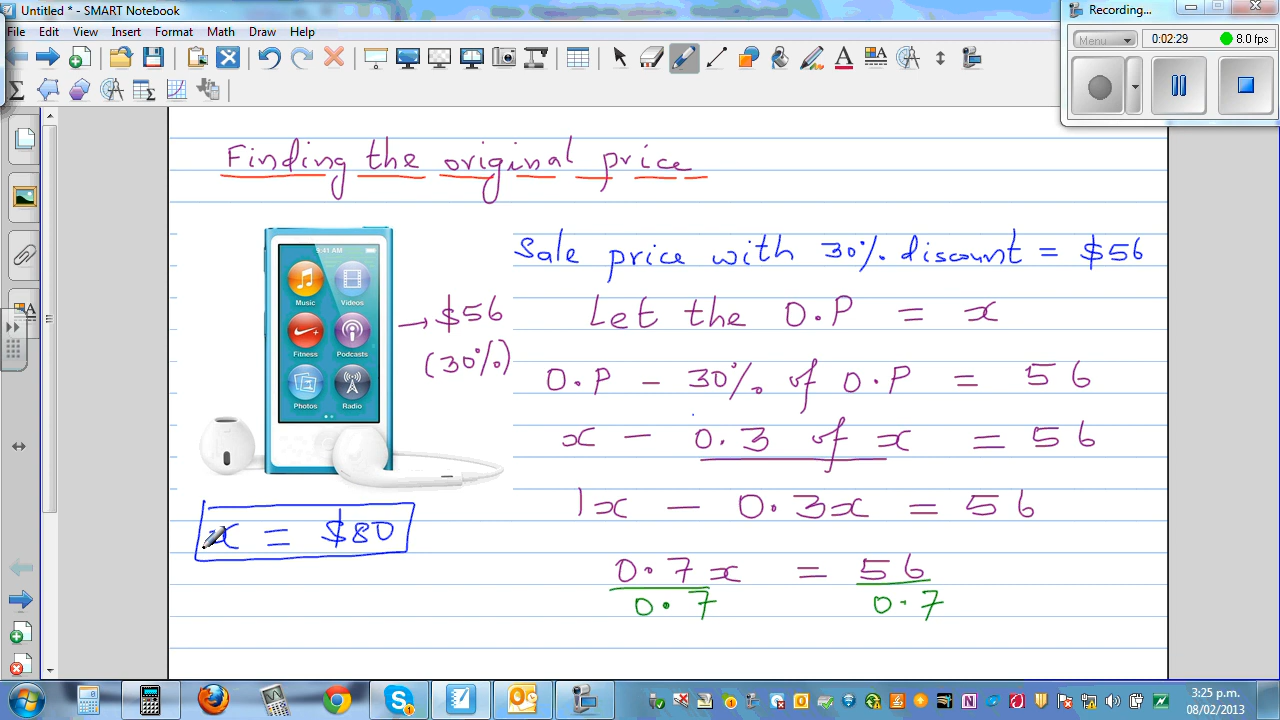 Untitled * - SMART Notebook
Recording...
File Edit View Insert Format Math Draw Help
Menu
0:02:29
8.0 fps
Finding the original price
9:41 AM
Music
Videos
Fitness
Podcasts
Photos
Radio
→ $56
(30%)
Sale price with 30% discount = $56
Let the O.P = x
O.P - 30% of O.P = 56
x - 0.3 of x = 56
1x - 0.3x = 56
0.7x = 56
0.7 0.7
x = $80
3:25 p.m.
08/02/2013